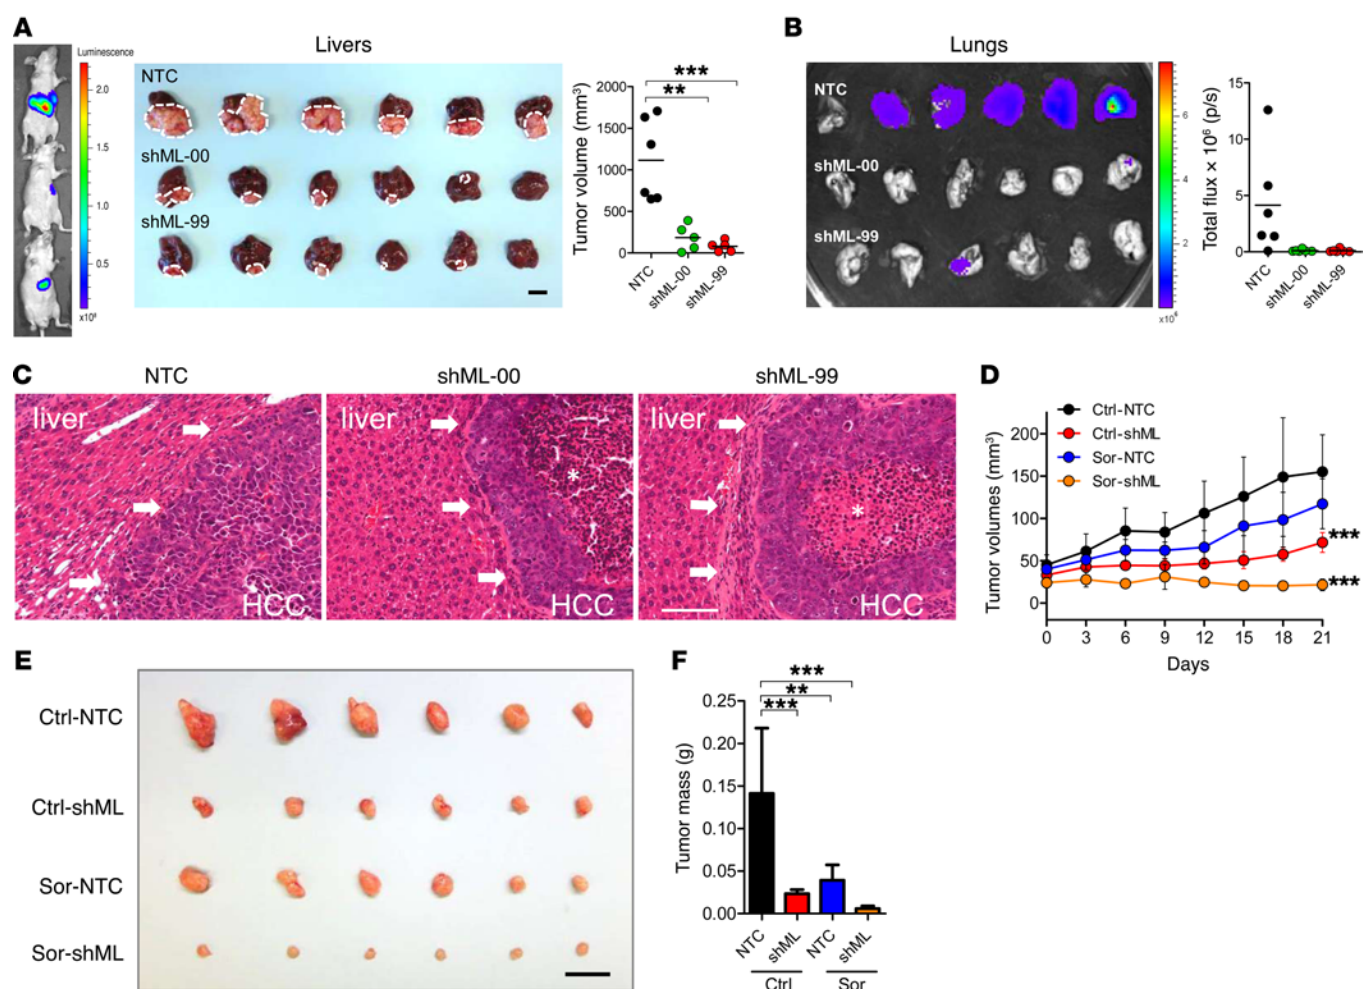 A
Livers
Luminescence
2.0
1.5
1.0
0.5
x10⁶
NTC
shML-00
shML-99
Tumor volume (mm³)
2000
1500
1000
500
0
***
**
NTC
shML-00
shML-99
B
Lungs
NTC
shML-00
shML-99
6
4
2
Total flux × 10⁶ (p/s)
15
10
5
0
NTC
shML-00
shML-99
C
NTC
shML-00
shML-99
liver
HCC
liver
*
HCC
liver
*
HCC
D
Ctrl-NTC
Ctrl-shML
Sor-NTC
Sor-shML
Tumor volumes (mm³)
200
150
100
50
0
***
***
0 3 6 9 12 15 18 21
Days
E
Ctrl-NTC
Ctrl-shML
Sor-NTC
Sor-shML
F
***
**
***
Tumor mass (g)
0.25
0.20
0.15
0.10
0.05
0.00
NTC shML NTC shML
Ctrl Sor